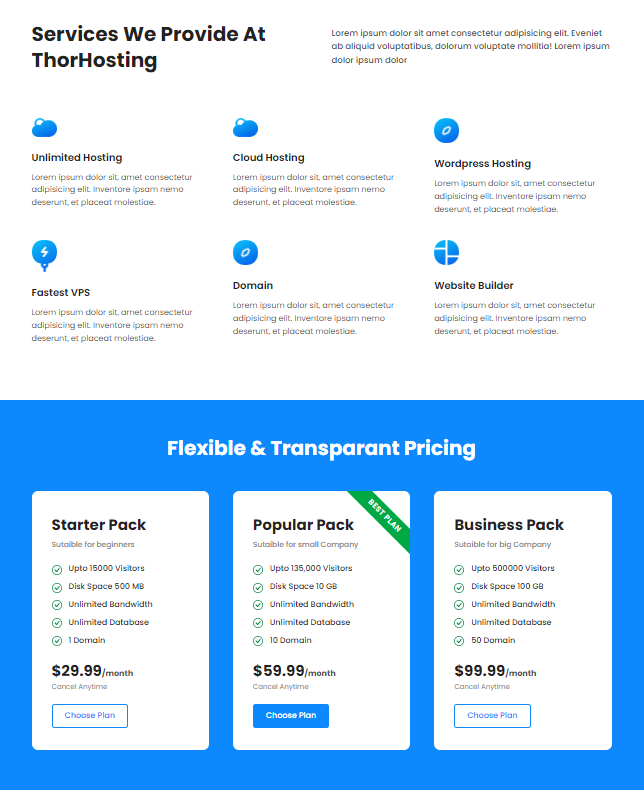 Services We Provide At
ThorHosting
Lorem ipsum dolor sit amet consectetur adipisicing elit. Eveniet
ab aliquid voluptatibus, dolorum voluptate mollitia! Lorem ipsum
dolor ipsum dolor
Unlimited Hosting
Lorem ipsum dolor sit, amet consectetur
adipisicing elit. Inventore ipsam nemo
deserunt, et placeat molestiae.
Cloud Hosting
Lorem ipsum dolor sit, amet consectetur
adipisicing elit. Inventore ipsam nemo
deserunt, et placeat molestiae.
Wordpress Hosting
Lorem ipsum dolor sit, amet consectetur
adipisicing elit. Inventore ipsam nemo
deserunt, et placeat molestiae.
Fastest VPS
Lorem ipsum dolor sit, amet consectetur
adipisicing elit. Inventore ipsam nemo
deserunt, et placeat molestiae.
Domain
Lorem ipsum dolor sit, amet consectetur
adipisicing elit. Inventore ipsam nemo
deserunt, et placeat molestiae.
Website Builder
Lorem ipsum dolor sit, amet consectetur
adipisicing elit. Inventore ipsam nemo
deserunt, et placeat molestiae.
Flexible & Transparant Pricing
Starter Pack
Sutaible for beginners
Upto 15000 Visitors
Disk Space 500 MB
Unlimited Bandwidth
Unlimited Database
1 Domain
$29.99/month
Cancel Anytime
Choose Plan
BEST PLAN
Popular Pack
Sutaible for small Company
Upto 135,000 Visitors
Disk Space 10 GB
Unlimited Bandwidth
Unlimited Database
10 Domain
$59.99/month
Cancel Anytime
Choose Plan
Business Pack
Sutaible for big Company
Upto 500000 Visitors
Disk Space 100 GB
Unlimited Bandwidth
Unlimited Database
50 Domain
$99.99/month
Cancel Anytime
Choose Plan